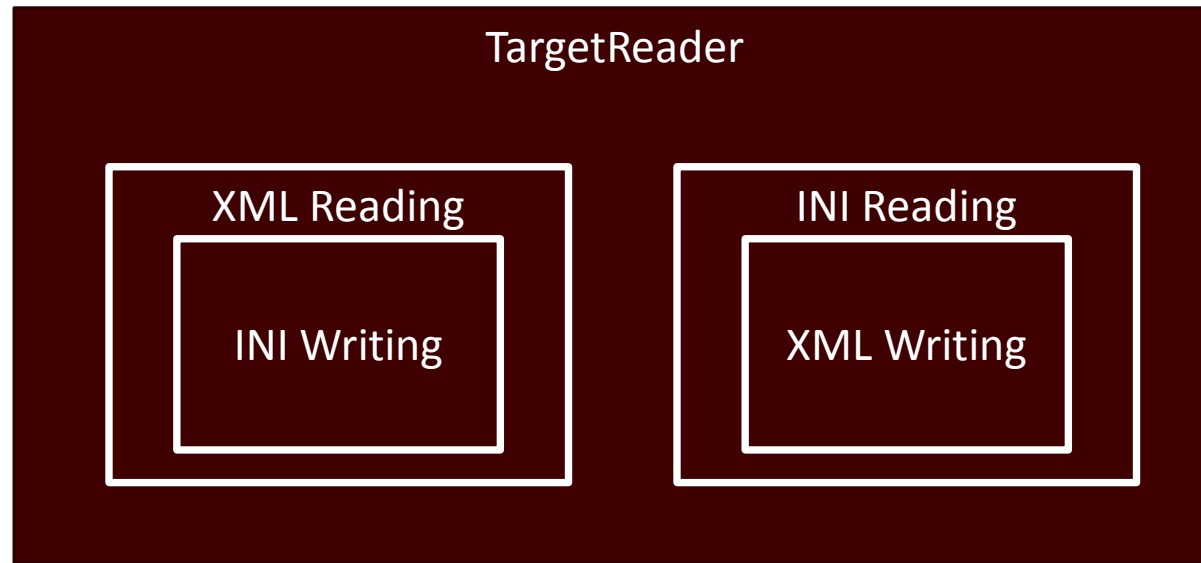 TargetReader
XML Reading
INI Reading
INI Writing
XML Writing